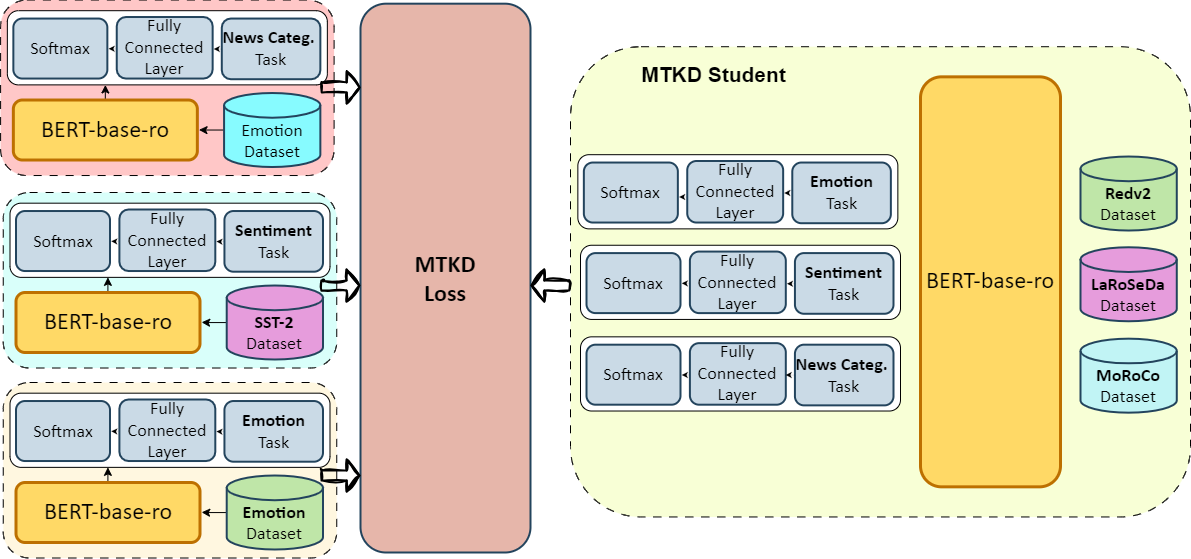 Softmax
Fully
Connected
Layer
News Categ.
Task
BERT-base-ro
Emotion
Dataset
Softmax
Fully
Connected
Layer
Sentiment
Task
BERT-base-ro
SST-2
Dataset
Softmax
Fully
Connected
Layer
Emotion
Task
BERT-base-ro
Emotion
Dataset
MTKD
Loss
MTKD Student
Softmax
Fully
Connected
Layer
Emotion
Task
Softmax
Fully
Connected
Layer
Sentiment
Task
Softmax
Fully
Connected
Layer
News Categ.
Task
BERT-base-ro
Redv2
Dataset
LaRoSeDa
Dataset
MoRoCo
Dataset